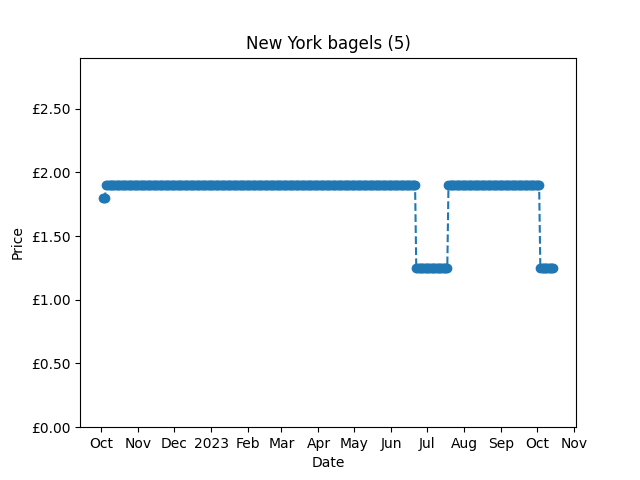 New York bagels (5)
£2.50
£2.00
£1.50
£1.00
£0.50
£0.00
Price
Oct Nov Dec 2023 Feb Mar Apr May Jun Jul Aug Sep Oct Nov
Date